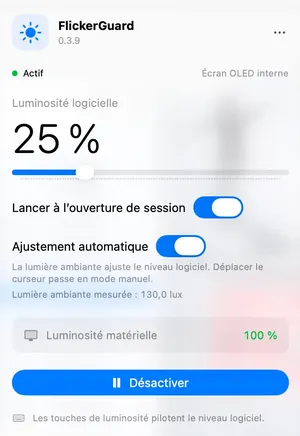 FlickerGuard
0.3.9
Actif
Écran OLED interne
Luminosité logicielle
25 %
Lancer à l’ouverture de session
Ajustement automatique
La lumière ambiante ajuste le niveau logiciel. Déplacer le
curseur passe en mode manuel.
Lumière ambiante mesurée : 130,0 lux
Luminosité matérielle
100 %
Désactiver
Les touches de luminosité pilotent le niveau logiciel.